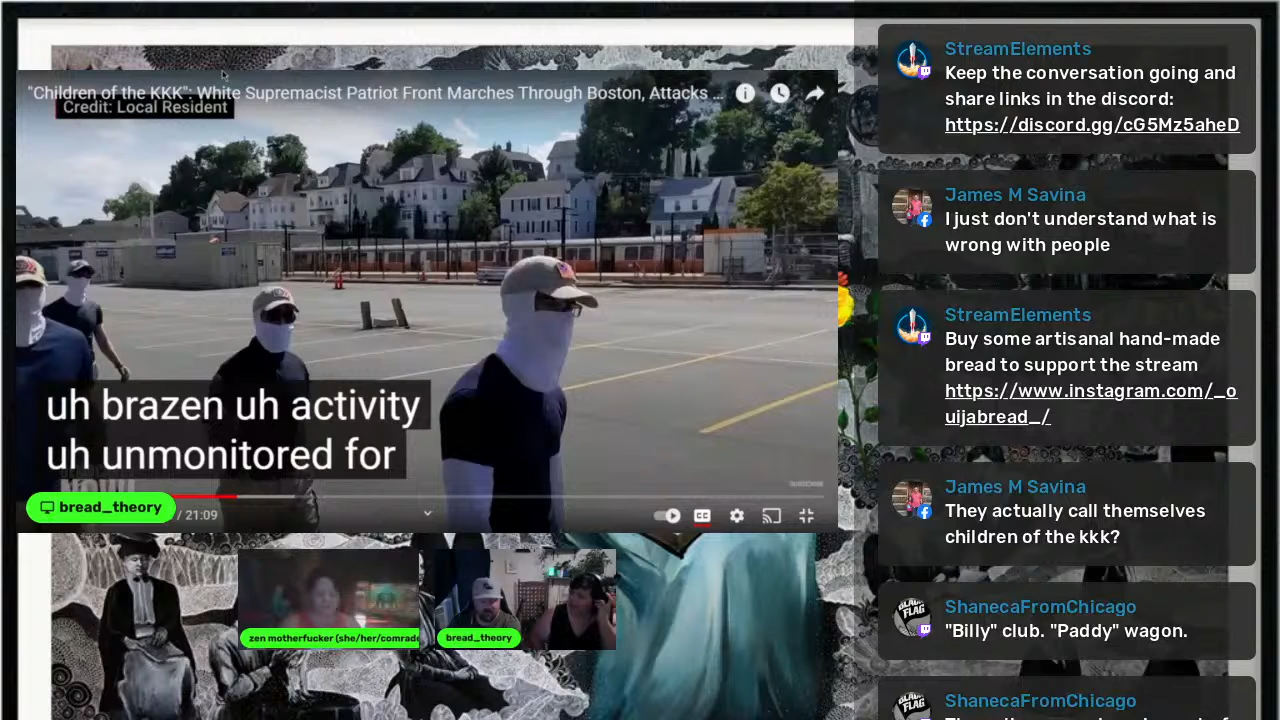 "Children of the KKK": White Supremacist Patriot Front Marches Through Boston, Attacks ...
Credit: Local Resident
uh brazen uh activity
uh unmonitored for
bread_theory
/ 21:09
CC
zen motherfucker (she/her/comrade
bread_theory
StreamElements
Keep the conversation going and
share links in the discord:
https://discord.gg/cG5Mz5aheD
James M Savina
I just don't understand what is
wrong with people
StreamElements
Buy some artisanal hand-made
bread to support the stream
https://www.instagram.com/_o
uijabread_/
James M Savina
They actually call themselves
children of the kkk?
ShanecaFromChicago
"Billy" club. "Paddy" wagon.
ShanecaFromChicago